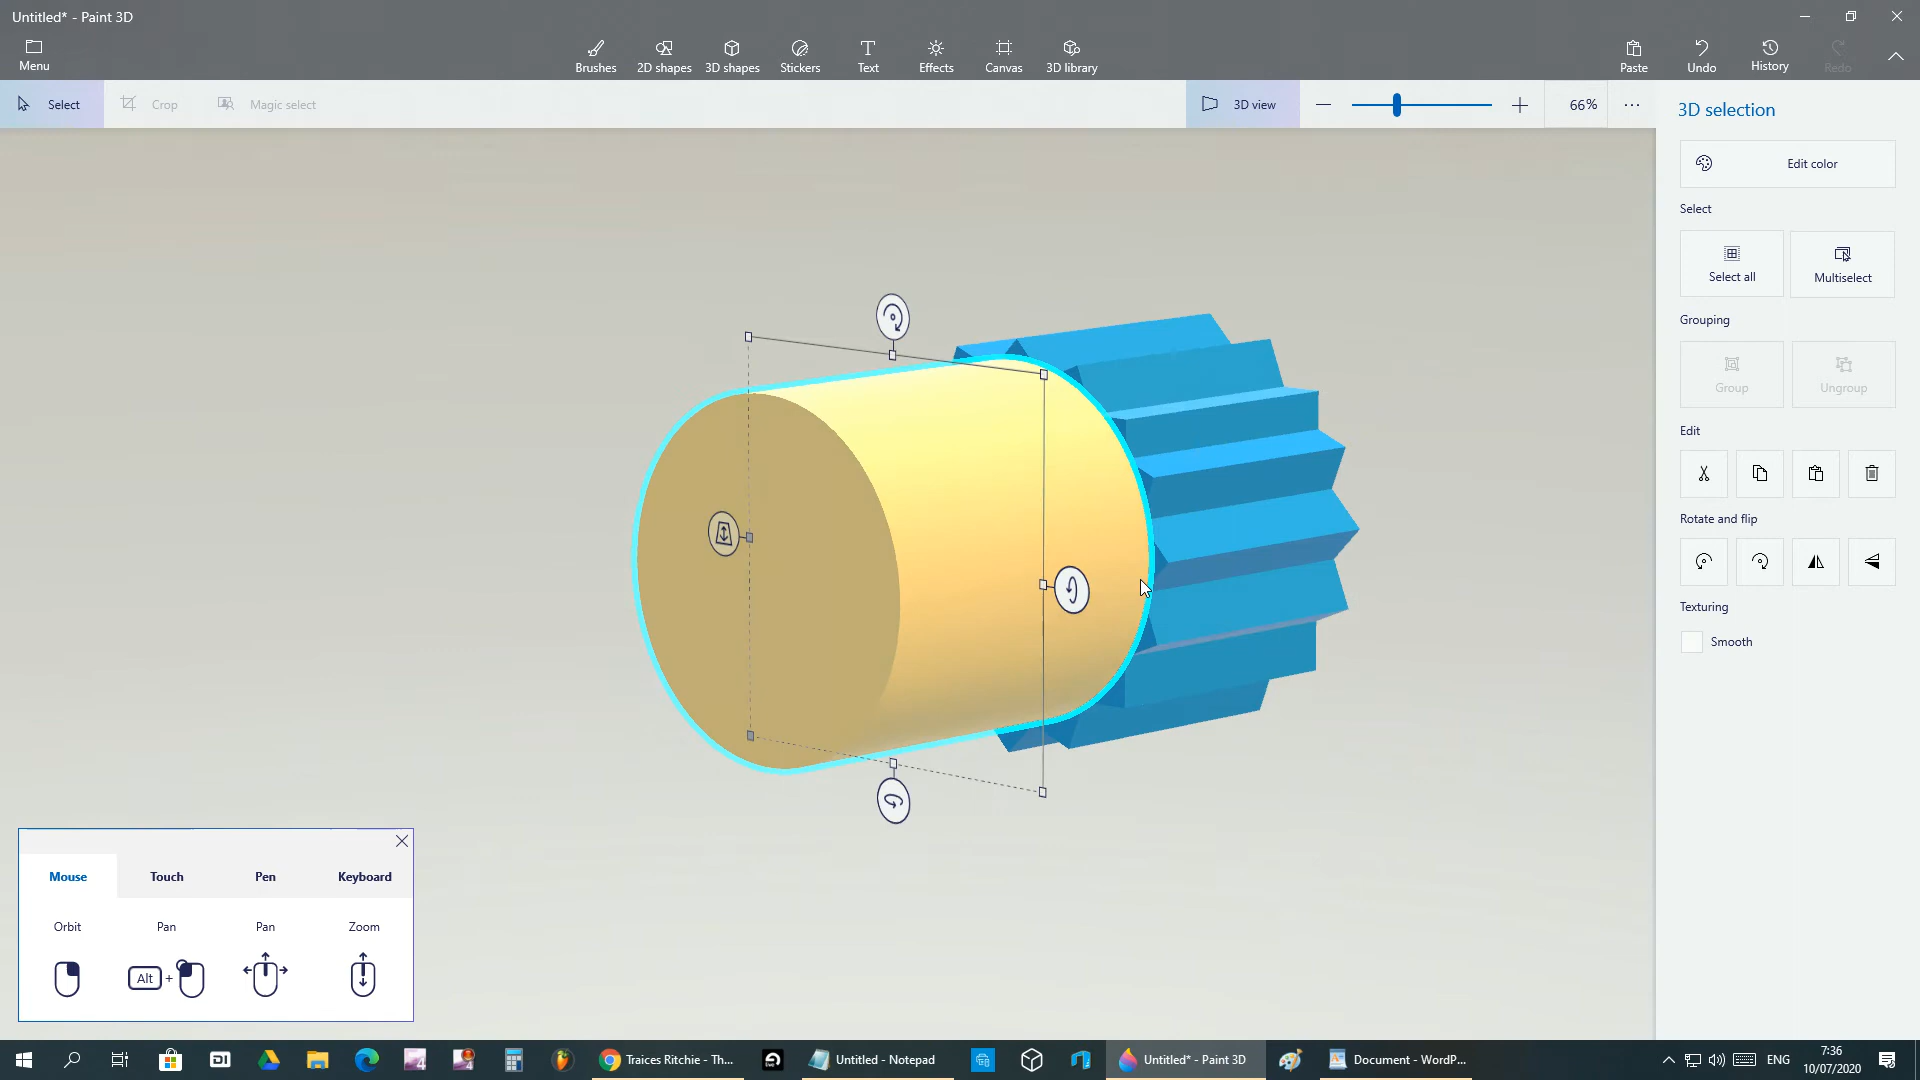 Untitled* - Paint 3D
Menu
Brushes
2D shapes
3D shapes
Stickers
Text
Effects
Canvas
3D library
Paste
Undo
History
Redo
Select
Crop
Magic select
3D view
66%
3D selection
Edit color
Select
Select all
Multiselect
Grouping
Group
Ungroup
Edit
Rotate and flip
Texturing
Smooth
Mouse
Touch
Pen
Keyboard
Orbit
Pan
Pan
Zoom
Alt
+
DI
4
4
Traices Ritchie - Th...
Untitled - Notepad
Untitled* - Paint 3D
Document - WordP...
ENG
7:36
10/07/2020